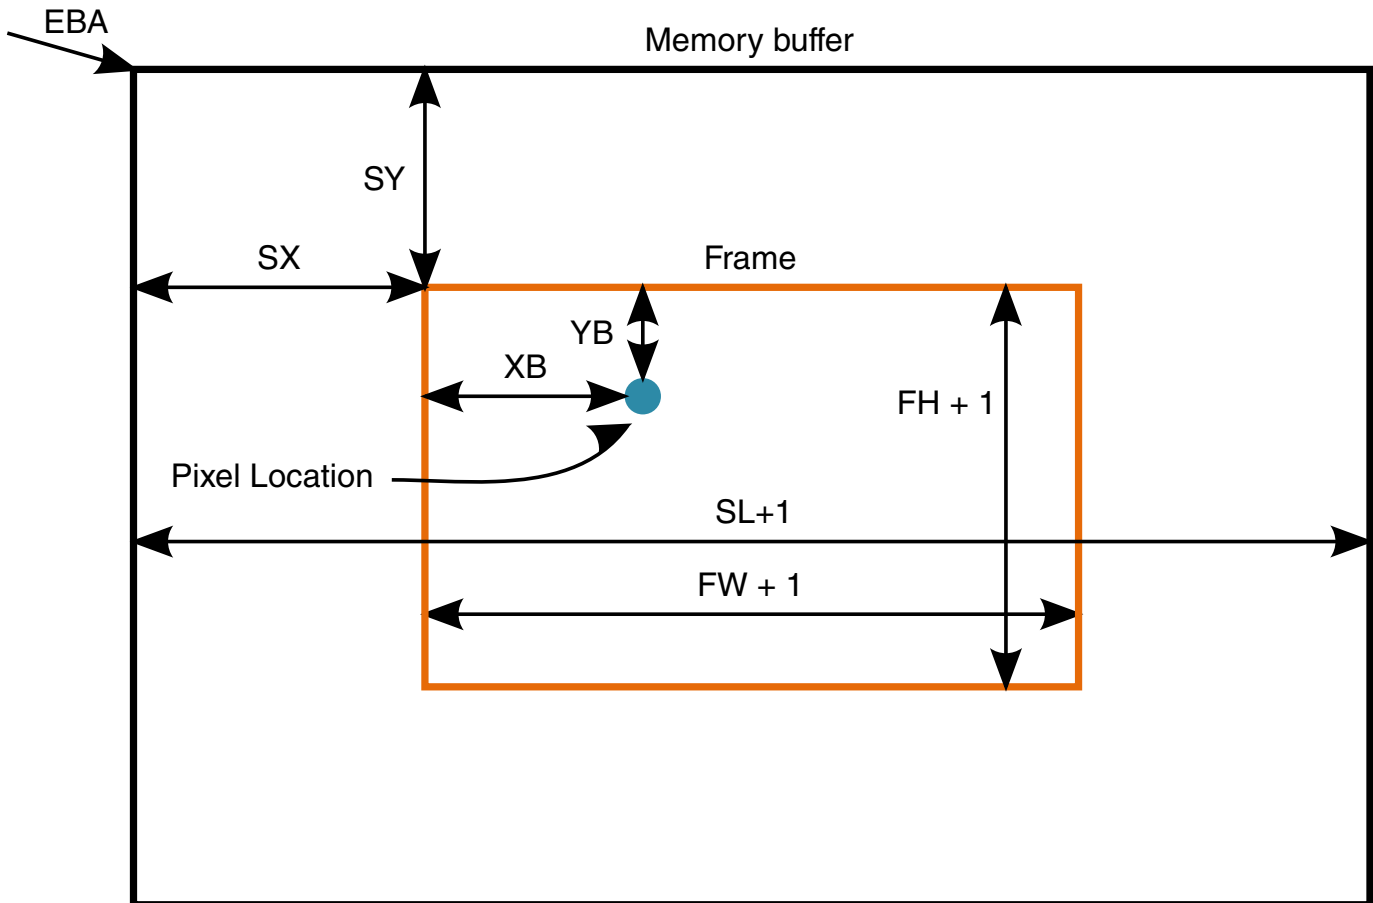 EBA
Memory buffer
SY
SX
Frame
YB
XB
FH + 1
Pixel Location
SL+1
FW + 1